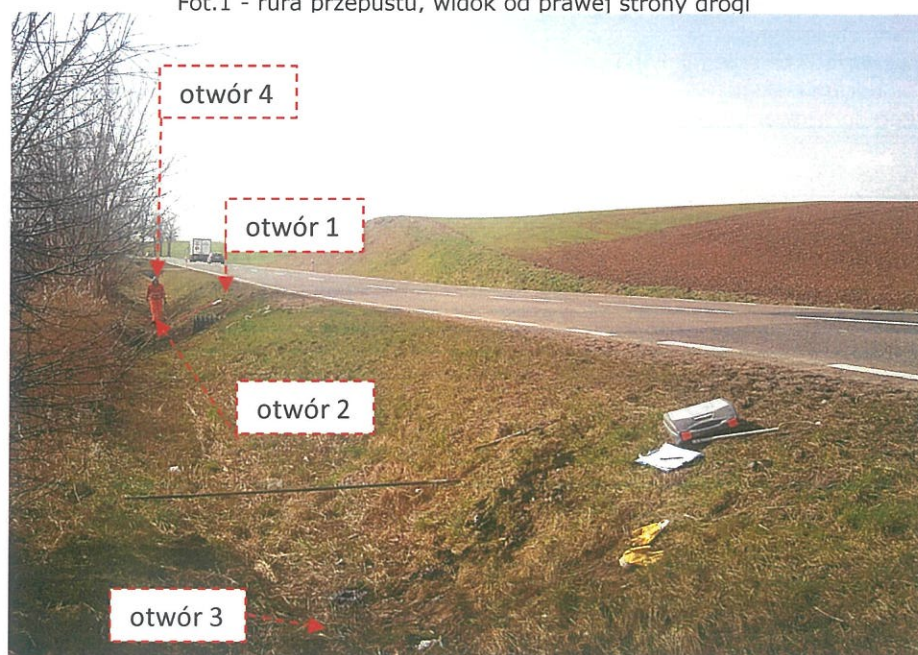 Fot.1 - rura przepustu, widok od prawej strony drogi
otwór 4
otwór 1
otwór 2
otwór 3